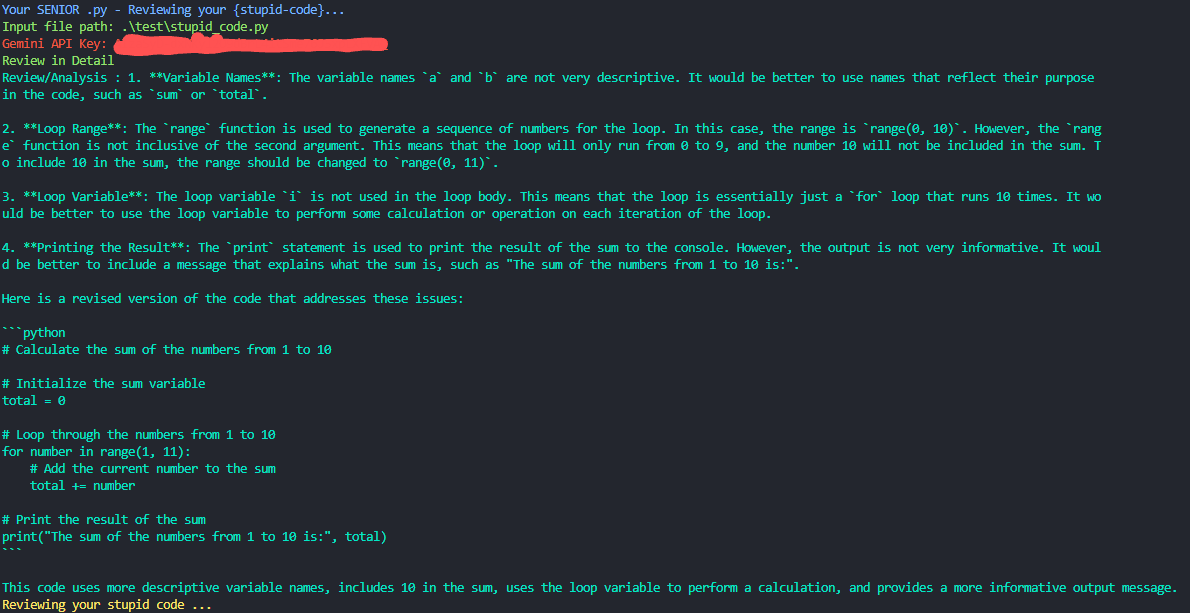 Your SENIOR .py - Reviewing your {stupid-code}...
Input file path: .\test\stupid_code.py
Gemini API Key:
Review in Detail
Review/Analysis : 1. **Variable Names**: The variable names `a` and `b` are not very descriptive. It would be better to use names that reflect their purpose
in the code, such as `sum` or `total`.

2. **Loop Range**: The `range` function is used to generate a sequence of numbers for the loop. In this case, the range is `range(0, 10)`. However, the `rang
e` function is not inclusive of the second argument. This means that the loop will only run from 0 to 9, and the number 10 will not be included in the sum. T
o include 10 in the sum, the range should be changed to `range(0, 11)`.

3. **Loop Variable**: The loop variable `i` is not used in the loop body. This means that the loop is essentially just a `for` loop that runs 10 times. It wo
uld be better to use the loop variable to perform some calculation or operation on each iteration of the loop.

4. **Printing the Result**: The `print` statement is used to print the result of the sum to the console. However, the output is not very informative. It woul
d be better to include a message that explains what the sum is, such as "The sum of the numbers from 1 to 10 is:".

Here is a revised version of the code that addresses these issues:

```python
# Calculate the sum of the numbers from 1 to 10

# Initialize the sum variable
total = 0

# Loop through the numbers from 1 to 10
for number in range(1, 11):
    # Add the current number to the sum
    total += number

# Print the result of the sum
print("The sum of the numbers from 1 to 10 is:", total)
```

This code uses more descriptive variable names, includes 10 in the sum, uses the loop variable to perform a calculation, and provides a more informative output message.
Reviewing your stupid code ...